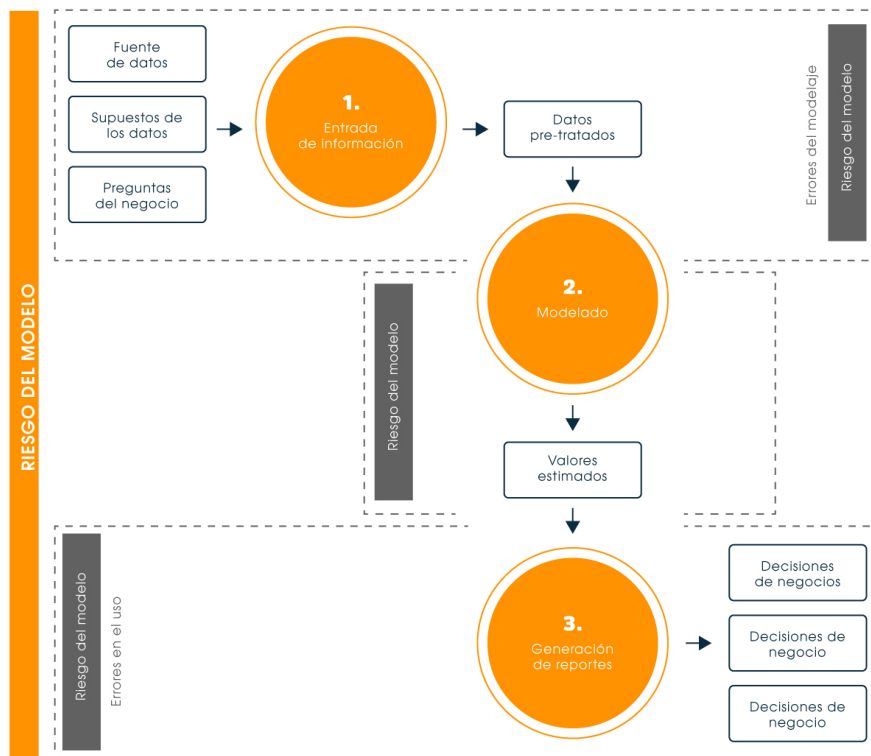 RIESGO DEL MODELO
Fuente
de datos
Supuestos de
los datos
Preguntas
del negocio
1.
Entrada
de información
Datos
pre-tratados
Errores del modelaje
Riesgo del modelo
2.
Modelado
Riesgo del modelo
Valores
estimados
Riesgo del modelo
Errores en el uso
3.
Generación
de reportes
Decisiones
de negocios
Decisiones de
negocio
Decisiones de
negocio